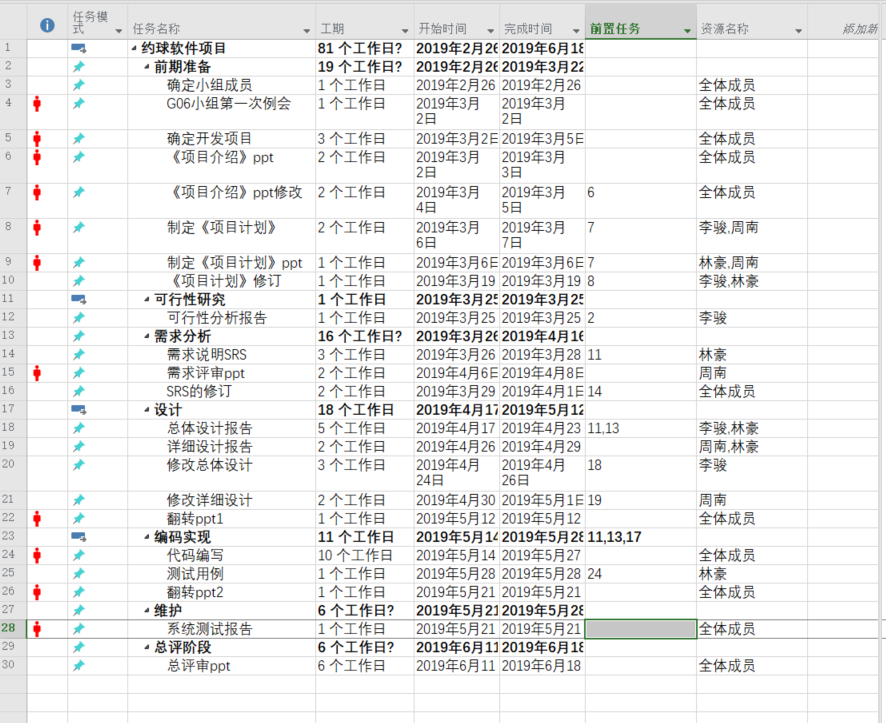 任务模式 任务名称 工期 开始时间 完成时间 前置任务 资源名称 添加新
1 约球软件项目 81 个工作日? 2019年2月26 2019年6月18
2 前期准备 19 个工作日? 2019年2月26 2019年3月22
3 确定小组成员 1 个工作日 2019年2月26 2019年2月26 全体成员
4 G06小组第一次例会 1 个工作日 2019年3月2日 2019年3月2日 全体成员
5 确定开发项目 3 个工作日 2019年3月2日 2019年3月5日 全体成员
6 《项目介绍》ppt 2 个工作日 2019年3月2日 2019年3月3日 全体成员
7 《项目介绍》ppt修改 2 个工作日 2019年3月4日 2019年3月5日 6 全体成员
8 制定《项目计划》 2 个工作日 2019年3月6日 2019年3月7日 7 李骏,周南
9 制定《项目计划》ppt 1 个工作日 2019年3月6日 2019年3月6日 7 林豪,周南
10 《项目计划》修订 1 个工作日 2019年3月19 2019年3月19 8 李骏,林豪
11 可行性研究 1 个工作日 2019年3月25 2019年3月25
12 可行性分析报告 1 个工作日 2019年3月25 2019年3月25 2 李骏
13 需求分析 16 个工作日? 2019年3月26 2019年4月16
14 需求说明SRS 3 个工作日 2019年3月26 2019年3月28 11 林豪
15 需求评审ppt 2 个工作日 2019年4月6日 2019年4月8日 周南
16 SRS的修订 2 个工作日 2019年3月29 2019年4月1日 14 全体成员
17 设计 18 个工作日 2019年4月17 2019年5月12
18 总体设计报告 5 个工作日 2019年4月17 2019年4月23 11,13 李骏,林豪
19 详细设计报告 2 个工作日 2019年4月26 2019年4月29 周南,林豪
20 修改总体设计 3 个工作日 2019年4月24日 2019年4月26日 18 李骏
21 修改详细设计 2 个工作日 2019年4月30 2019年5月1日 19 周南
22 翻转ppt1 1 个工作日 2019年5月12 2019年5月12 全体成员
23 编码实现 11 个工作日 2019年5月14 2019年5月28 11,13,17
24 代码编写 10 个工作日 2019年5月14 2019年5月27 全体成员
25 测试用例 1 个工作日 2019年5月28 2019年5月28 24 林豪
26 翻转ppt2 1 个工作日 2019年5月21 2019年5月21 全体成员
27 维护 6 个工作日? 2019年5月21 2019年5月28
28 系统测试报告 1 个工作日 2019年5月21 2019年5月21 全体成员
29 总评阶段 6 个工作日? 2019年6月11 2019年6月18
30 总评审ppt 6 个工作日 2019年6月11 2019年6月18 全体成员